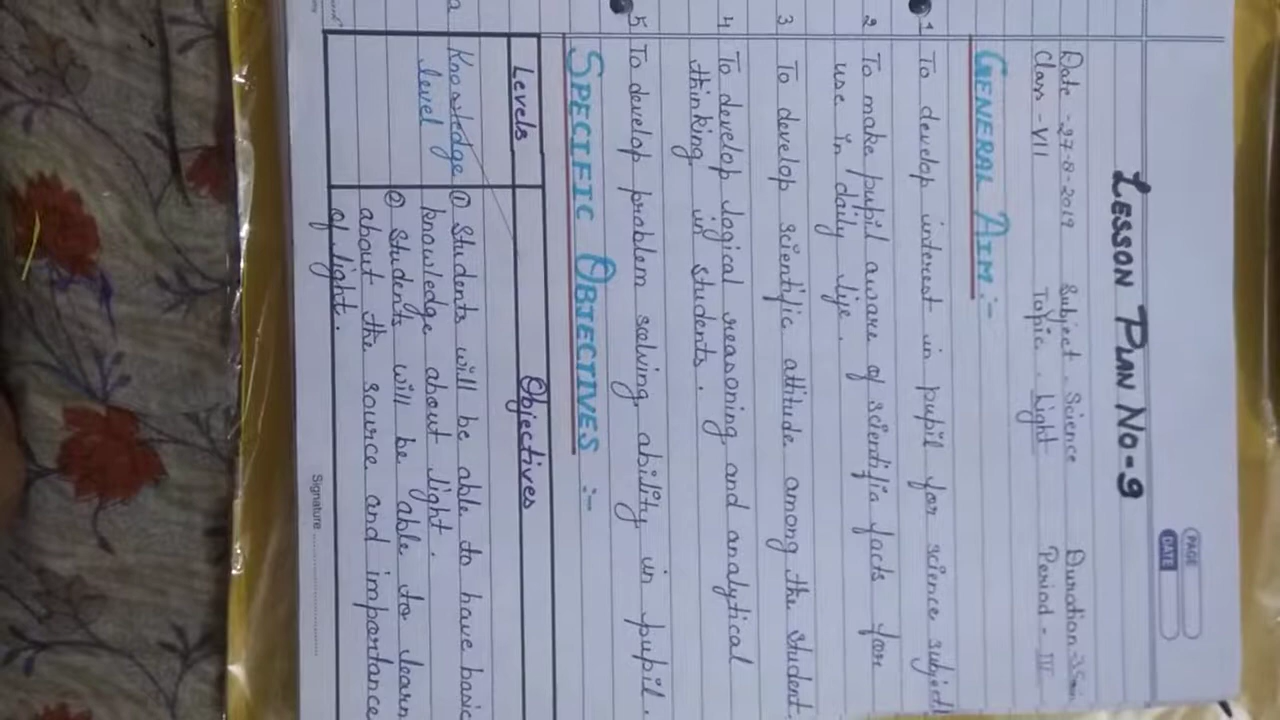 PAGE
DATE
LESSON PLAN NO-9
Date - 27-8-2019 Subject - Science Duration 35
Class - VII Topic - Light Period - III
GENERAL AIM :-
1 To develop interest in pupil for science subject
2 To make pupil aware of scientific facts for
use in daily life.
3 To develop scientific attitude among the student.
4 To develop logical reasoning and analytical
thinking in students.
5 To develop problem solving ability in pupil.
SPECIFIC OBJECTIVES :-
Levels Objectives
a Knowledge ① Students will be able to have basic
level knowledge about light.
② Students will be able to learn
about the source and importance
of light.
Signature